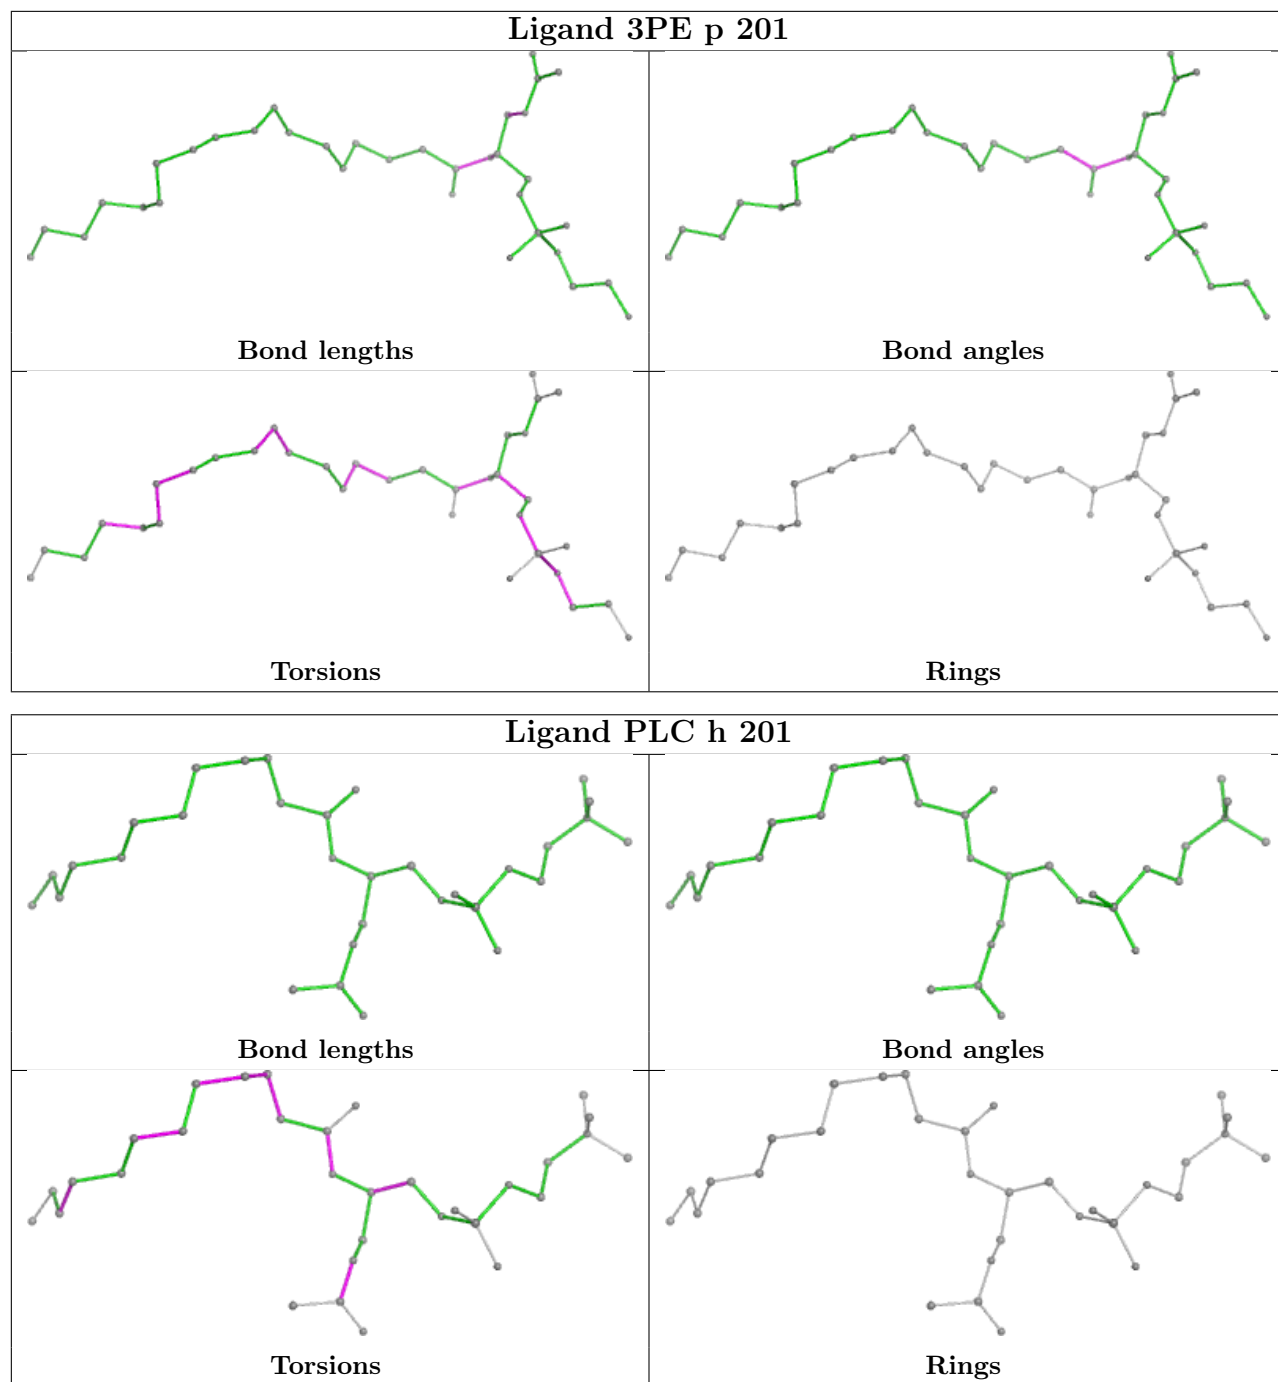 Ligand 3PE p 201
Bond lengths
Bond angles
Torsions
Rings
Ligand PLC h 201
Bond lengths
Bond angles
Torsions
Rings